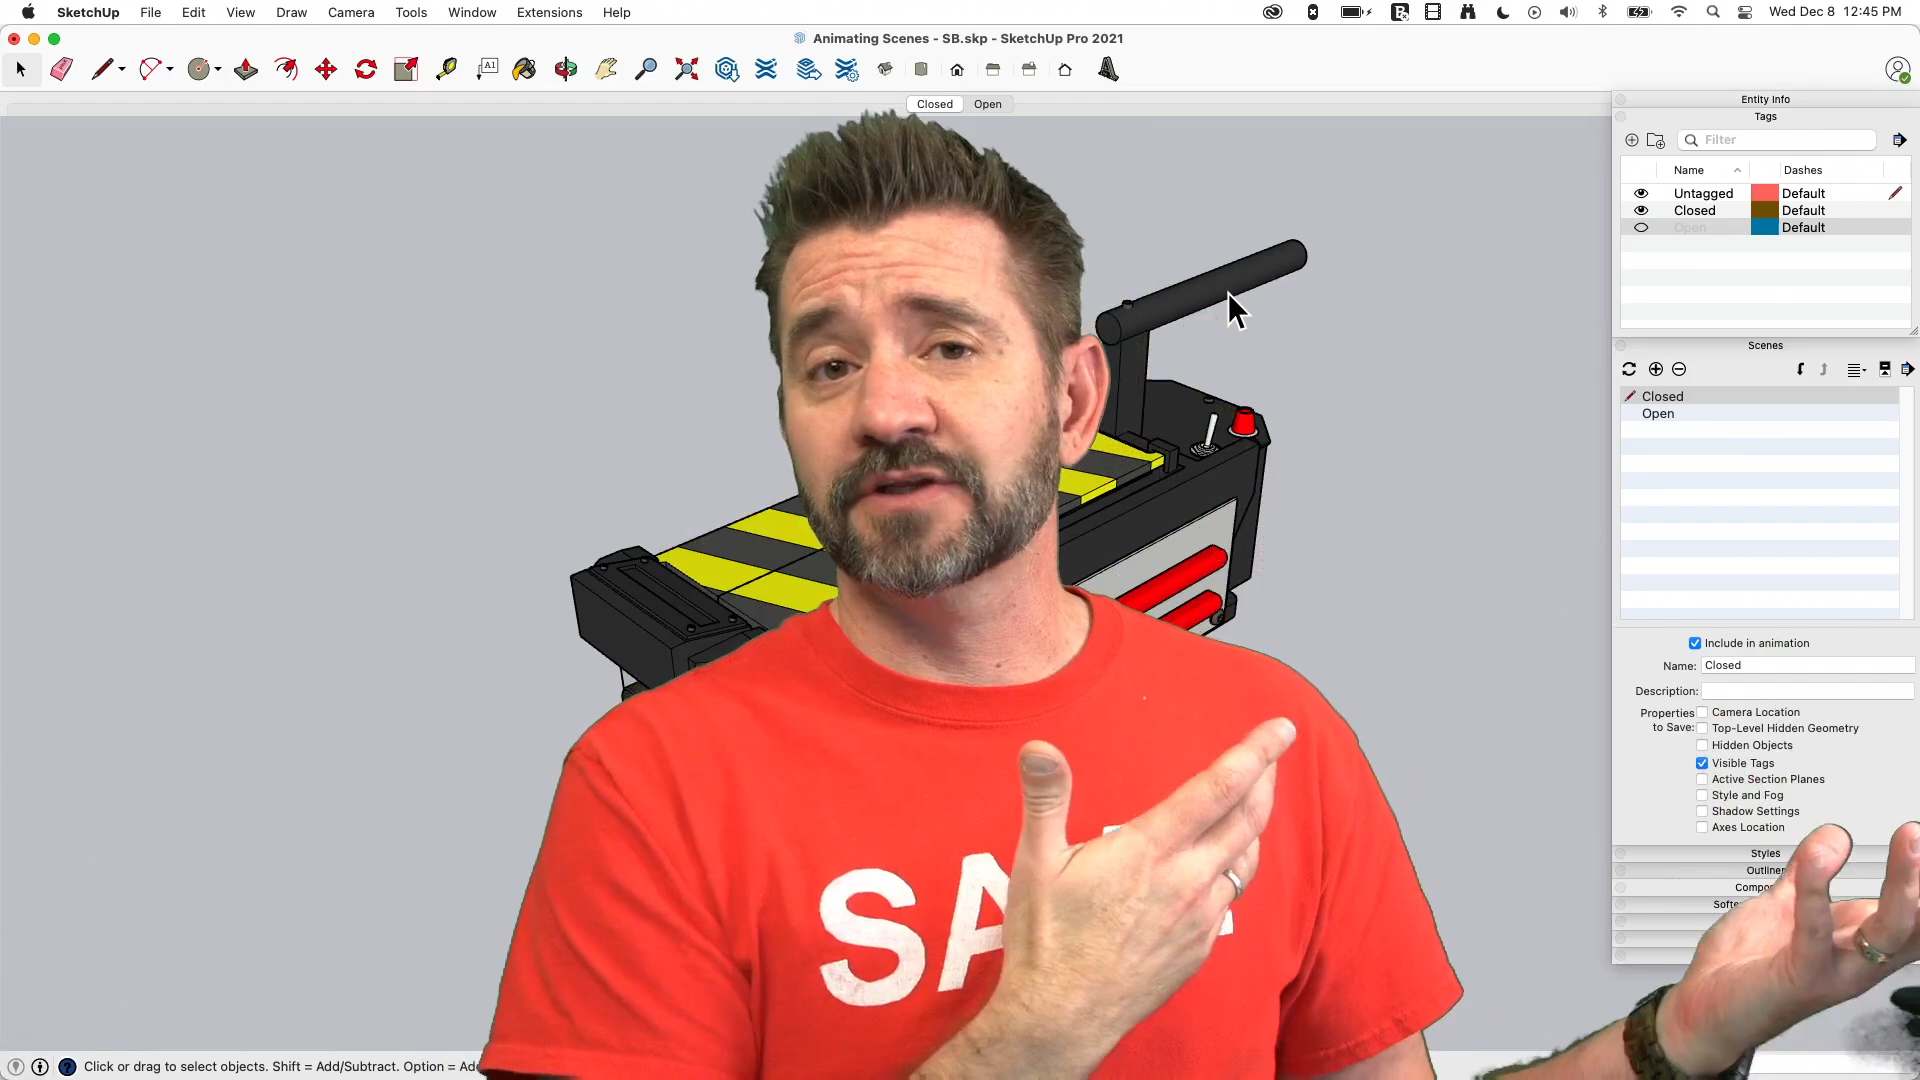 SketchUp File Edit View Draw Camera Tools Window Extensions Help Wed Dec 8 12:45 PM
Animating Scenes - SB.skp - SketchUp Pro 2021
A1
Closed Open
Entity Info
Tags
Filter
Name Dashes
Untagged Default
Closed Default
Open Default
Scenes
Closed
Open
Include in animation
Name: Closed
Description:
Properties to Save:
Camera Location
Top-Level Hidden Geometry
Hidden Objects
Visible Tags
Active Section Planes
Style and Fog
Shadow Settings
Axes Location
Styles
Outliner
SA
Click or drag to select objects. Shift = Add/Subtract. Option =